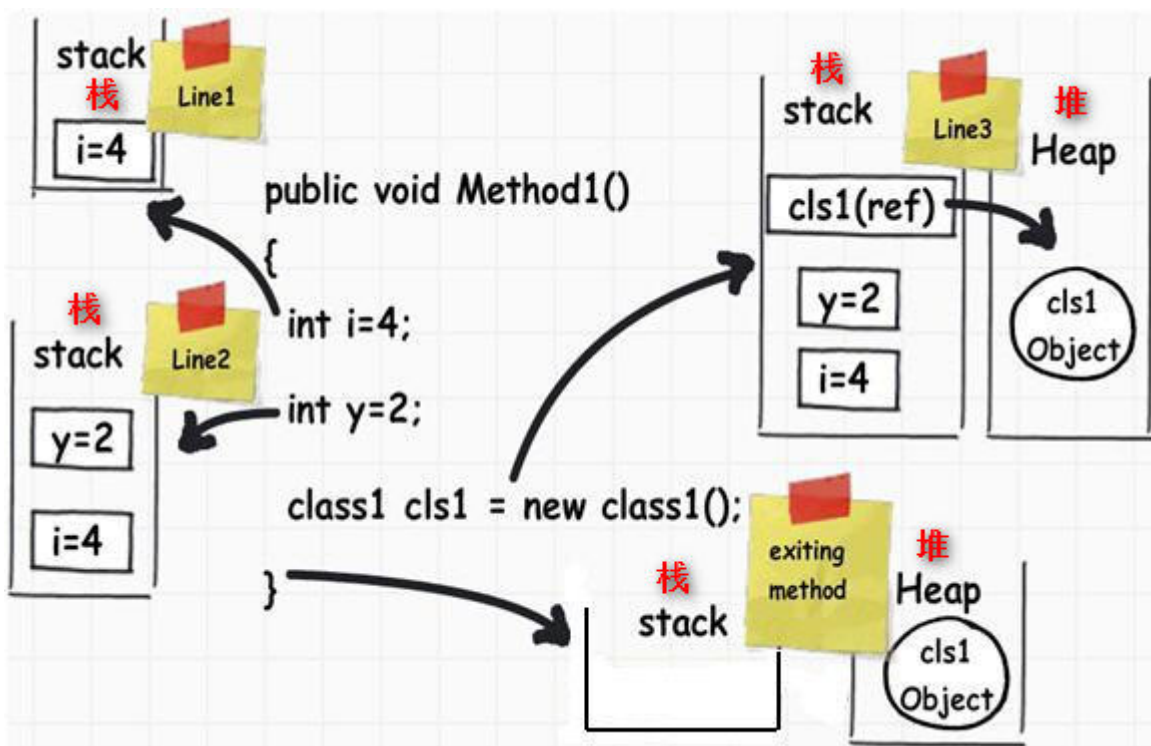 stack
栈
Line1
i=4
public void Method1()
{
int i=4;
int y=2;
class1 cls1 = new class1();
}
栈
stack
Line2
y=2
i=4
栈
stack
Line3
堆
Heap
cls1(ref)
y=2
i=4
cls1
Object
栈
stack
exiting
method
堆
Heap
cls1
Object